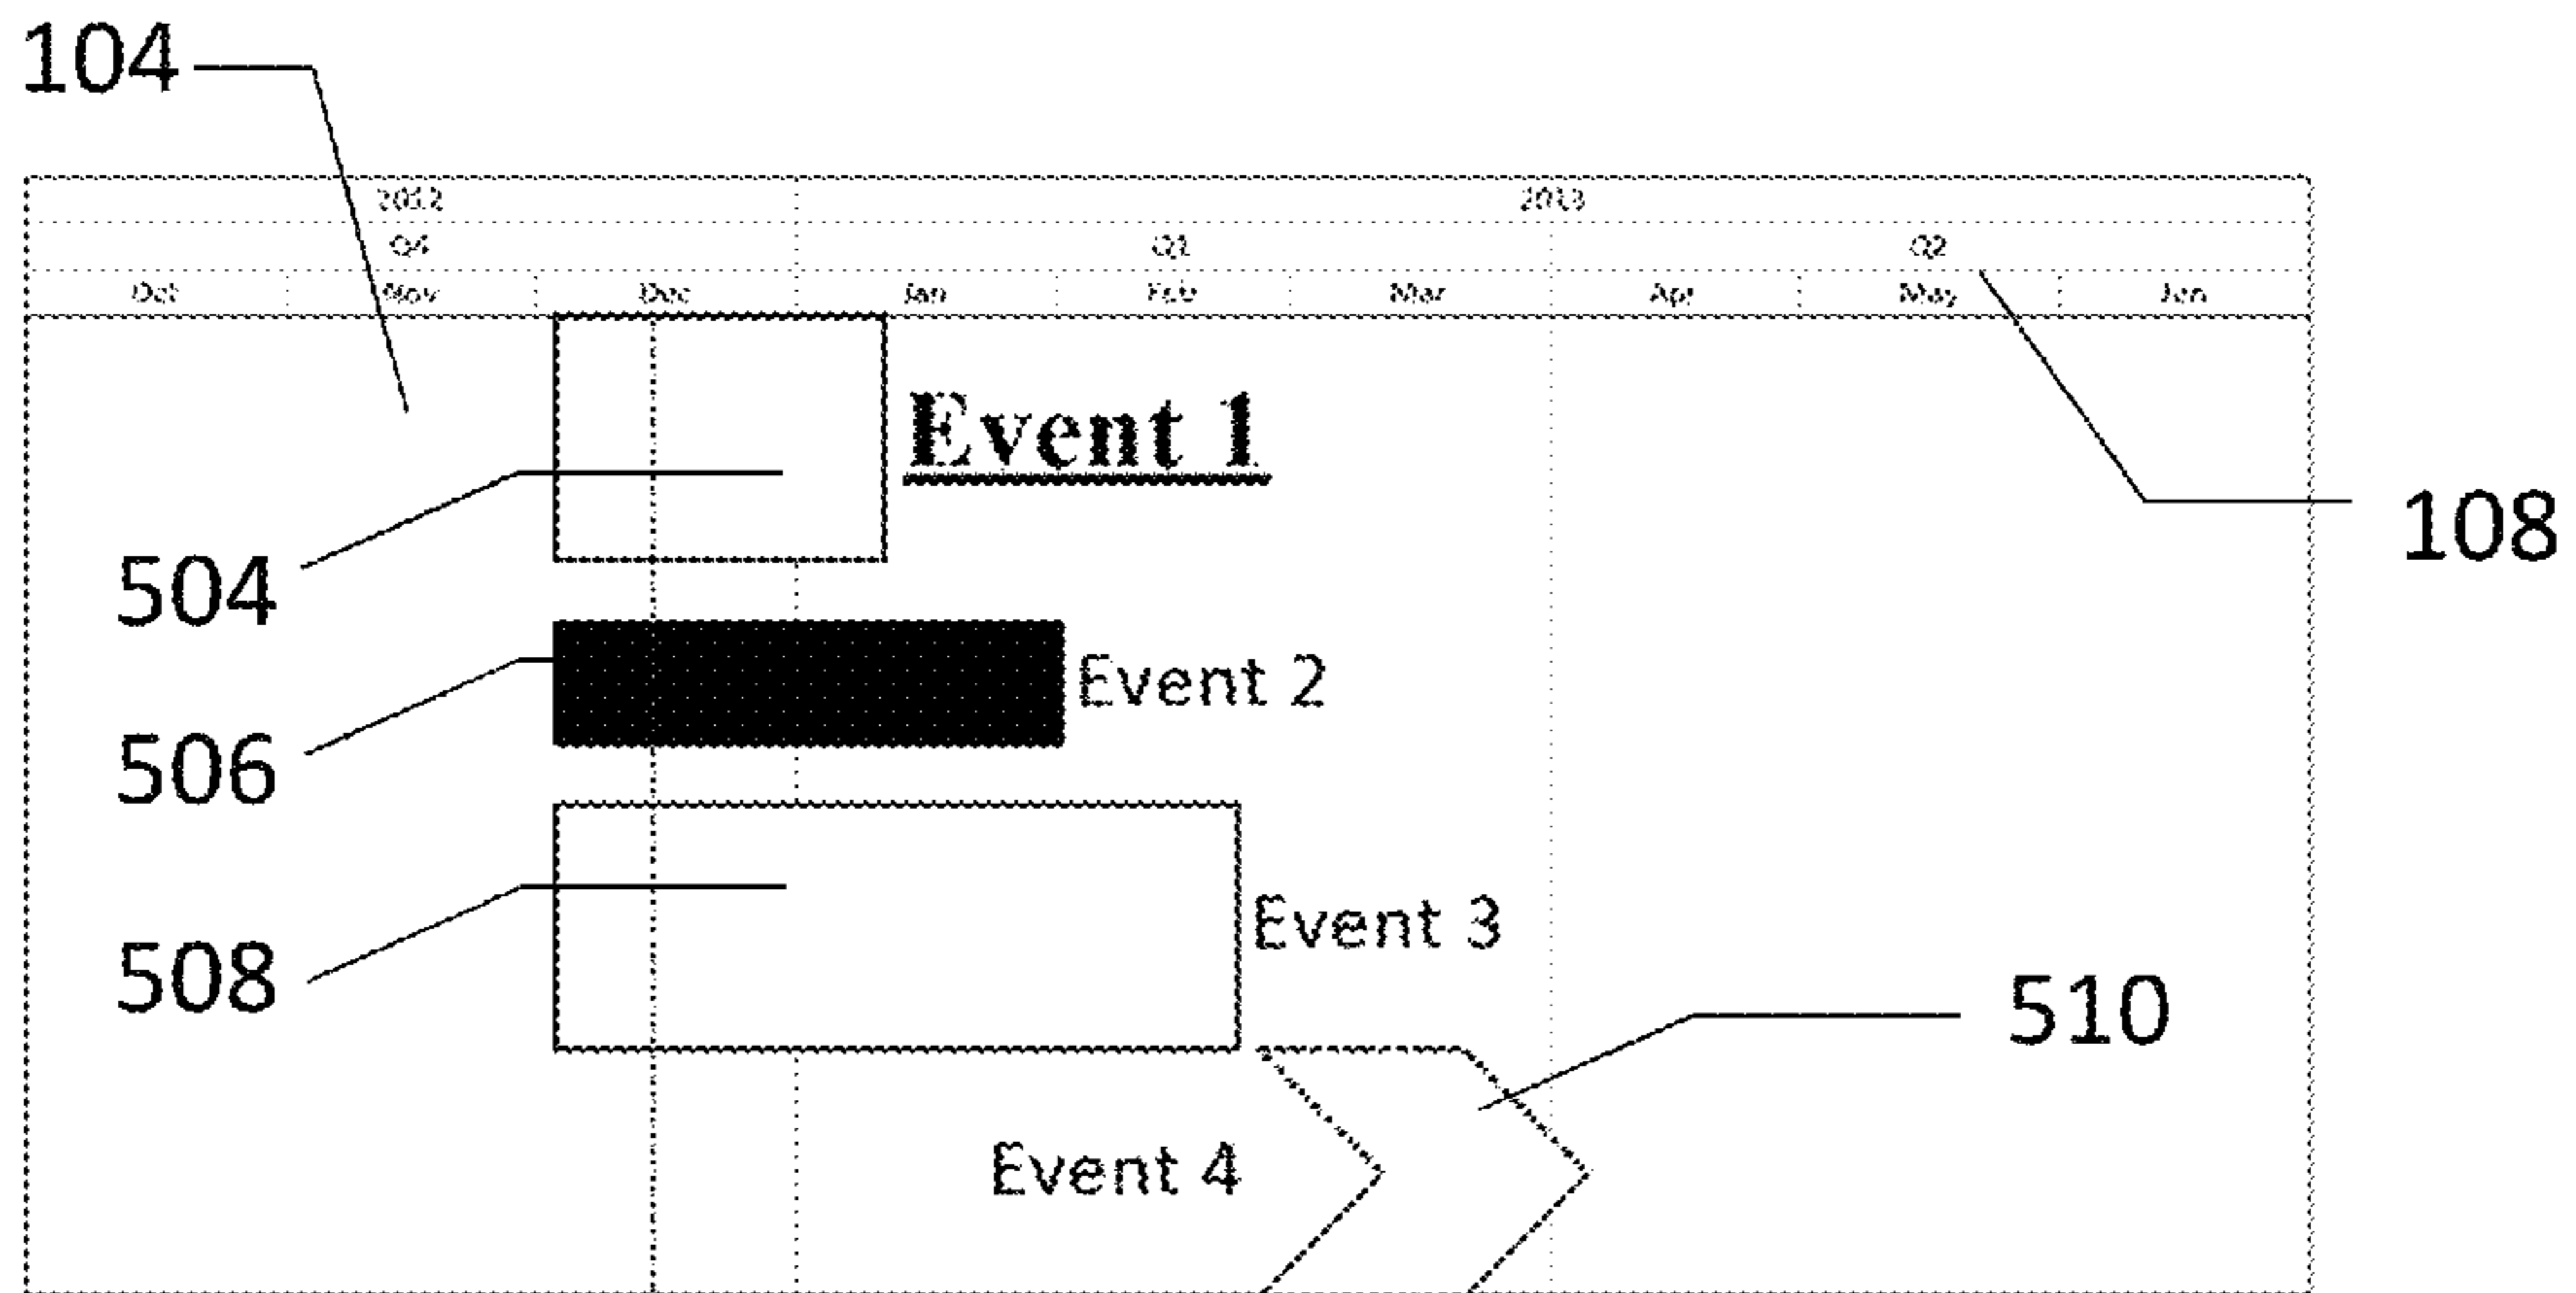 104
2012 2013
Q4 Q1 Q2
Oct Nov Dec Jan Feb Mar Apr May Jun
Event 1
108
504
Event 2
506
Event 3
508
510
Event 4